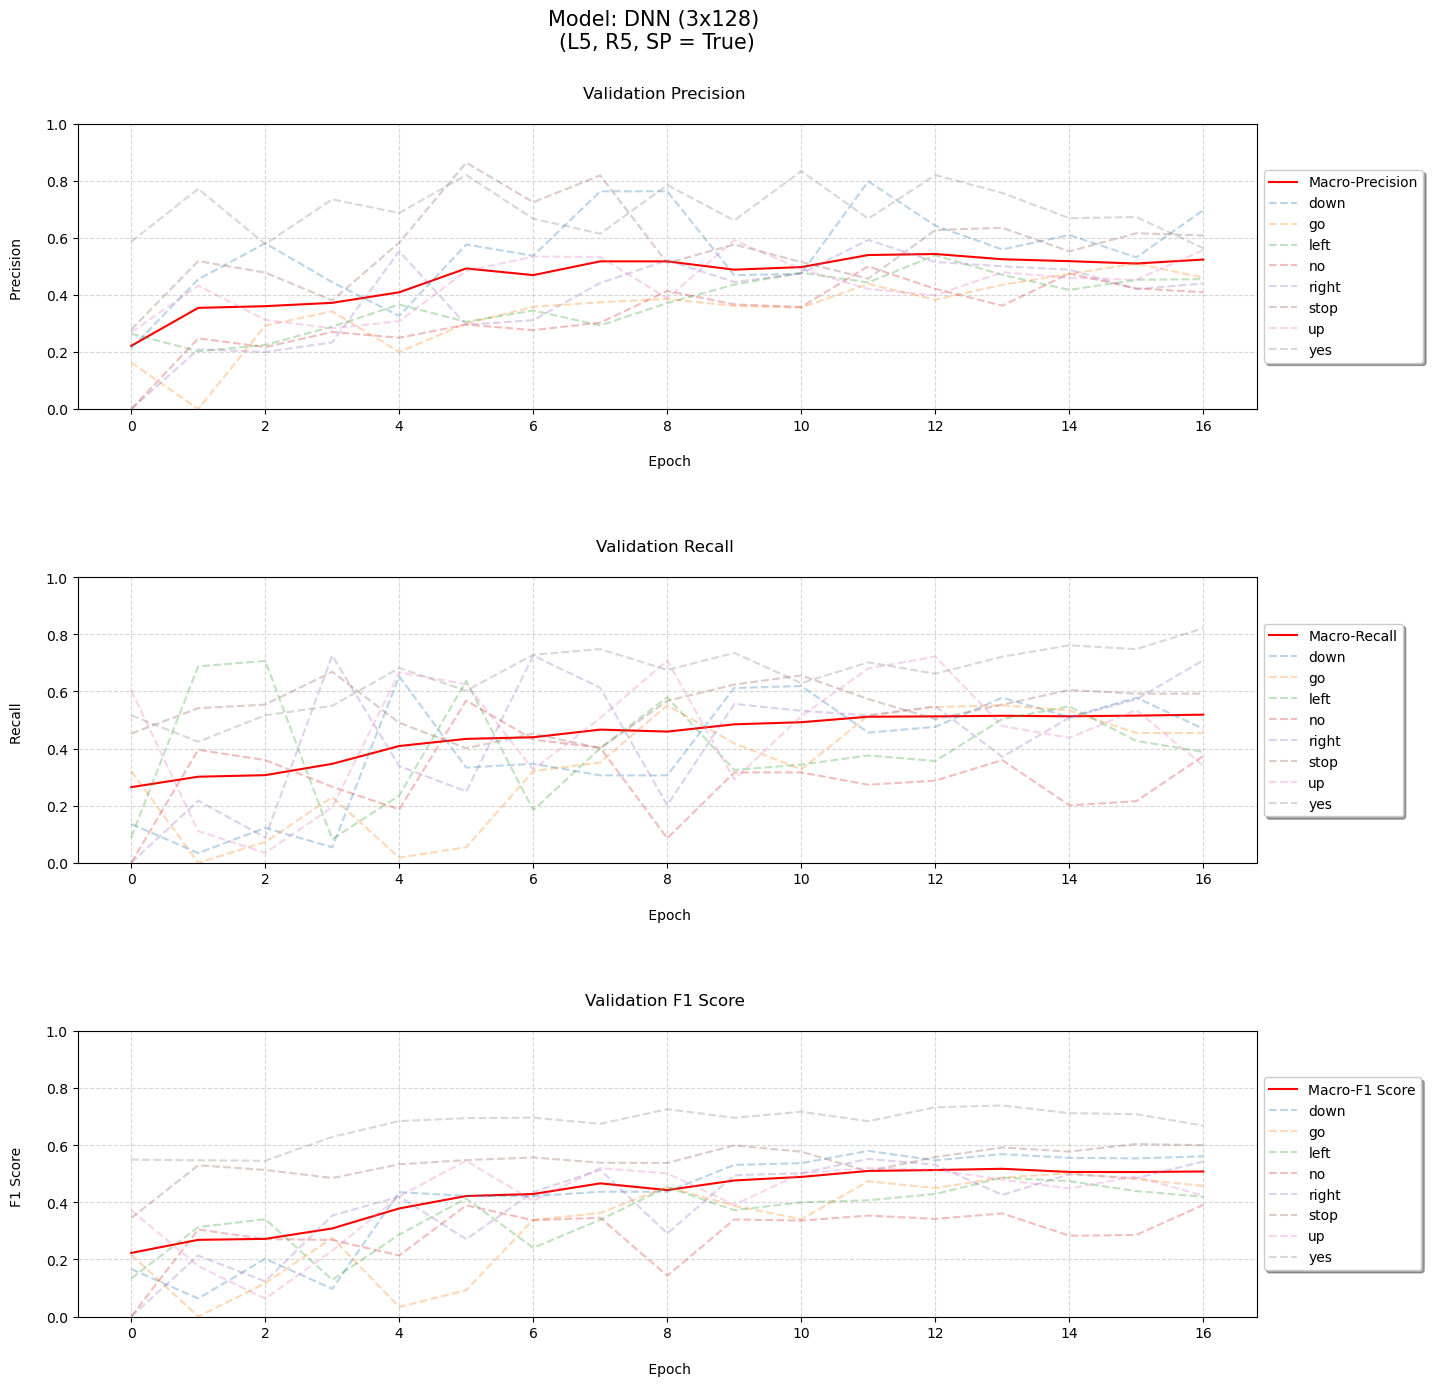 Model: DNN (3x128)
(L5, R5, SP = True)
Validation Precision
1.0
0.8
0.6
0.4
0.2
0.0
Precision
0 2 4 6 8 10 12 14 16
Epoch
Macro-Precision
down
go
left
no
right
stop
up
yes
Validation Recall
1.0
0.8
0.6
0.4
0.2
0.0
Recall
0 2 4 6 8 10 12 14 16
Epoch
Macro-Recall
down
go
left
no
right
stop
up
yes
Validation F1 Score
1.0
0.8
0.6
0.4
0.2
0.0
F1 Score
0 2 4 6 8 10 12 14 16
Epoch
Macro-F1 Score
down
go
left
no
right
stop
up
yes